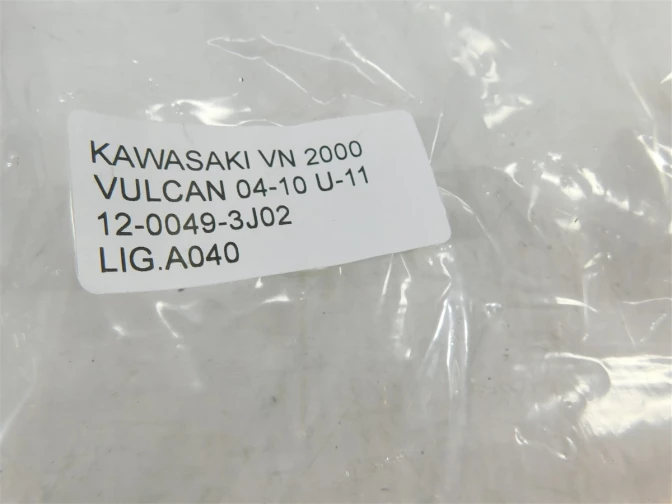 KAWASAKI VN 2000
VULCAN 04-10 U-11
12-0049-3J02
LIG.A040